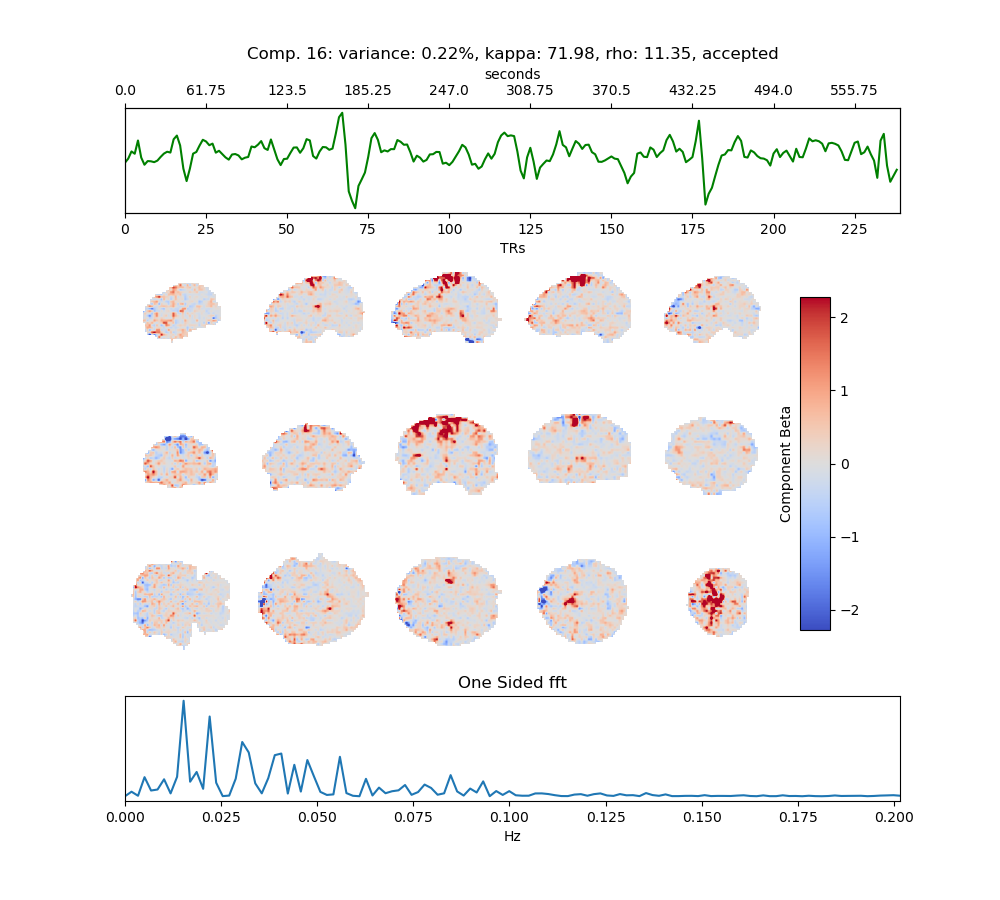 Comp. 16: variance: 0.22%, kappa: 71.98, rho: 11.35, accepted
seconds
0.0 61.75 123.5 185.25 247.0 308.75 370.5 432.25 494.0 555.75
0 25 50 75 100 125 150 175 200 225
TRs
2
1
0
−1
−2
Component Beta
One Sided fft
0.000 0.025 0.050 0.075 0.100 0.125 0.150 0.175 0.200
Hz